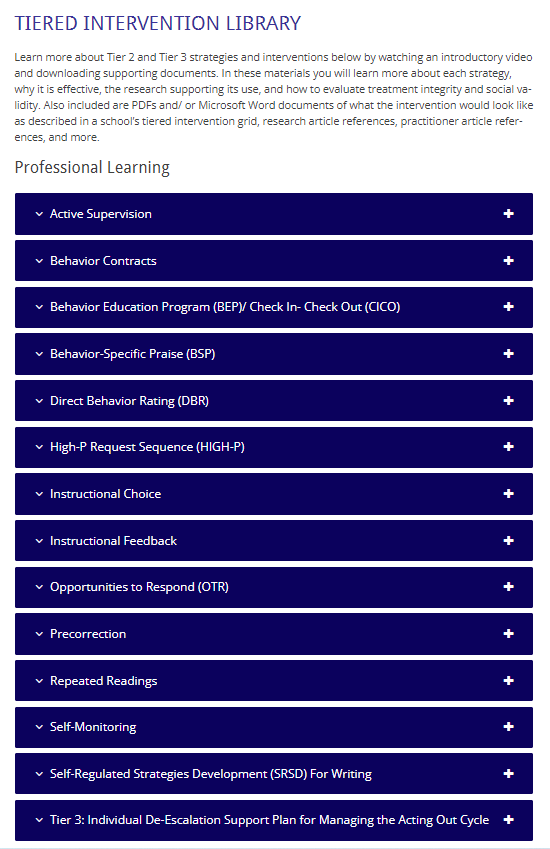 TIERED INTERVENTION LIBRARY
Learn more about Tier 2 and Tier 3 strategies and interventions below by watching an introductory video
and downloading supporting documents. In these materials you will learn more about each strategy,
why it is effective, the research supporting its use, and how to evaluate treatment integrity and social va-
lidity. Also included are PDFs and/ or Microsoft Word documents of what the intervention would look like
as described in a school's tiered intervention grid, research article references, practitioner article refer-
ences, and more.
Professional Learning
Active Supervision
Behavior Contracts
Behavior Education Program (BEP)/ Check In- Check Out (CICO)
Behavior-Specific Praise (BSP)
Direct Behavior Rating (DBR)
High-P Request Sequence (HIGH-P)
Instructional Choice
Instructional Feedback
Opportunities to Respond (OTR)
Precorrection
Repeated Readings
Self-Monitoring
Self-Regulated Strategies Development (SRSD) For Writing
Tier 3: Individual De-Escalation Support Plan for Managing the Acting Out Cycle